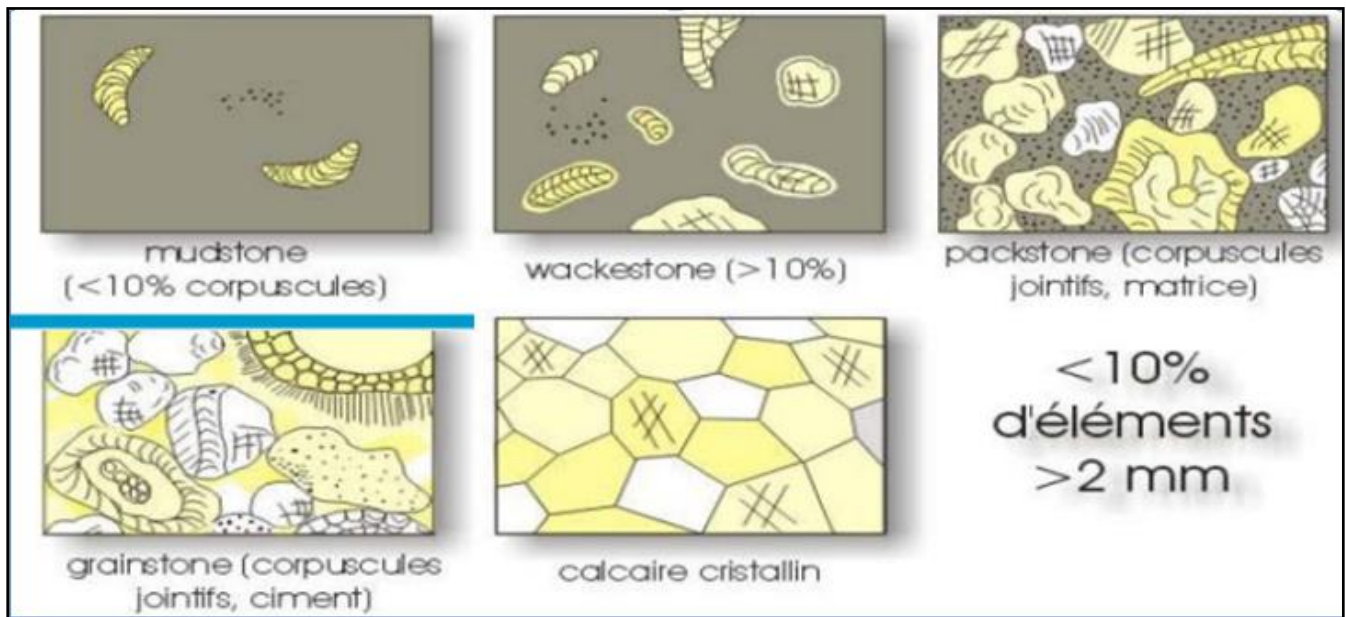 mudstone
(<10% corpuscules)
wackestone (>10%)
packstone (corpuscules
jointifs, matrice)
grainstone (corpuscules
jointifs, ciment)
calcaire cristallin
<10%
d'éléments
>2 mm